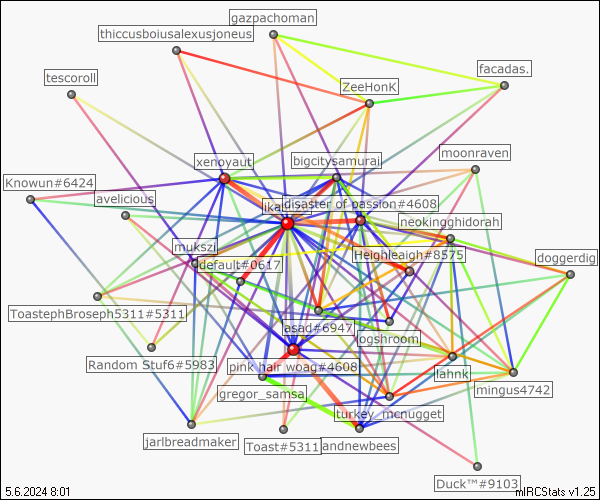 gazpachoman
thiccusboiusalexusjoneus
tescoroll
facadas.
ZeeHonK
moonraven
xenoyaut
bigcitysamurai
Knowun#6424
avelicious
disaster of passion#4608
neokingghidorah
mukszi
Heighleaigh#8575
default#0617
doggerdig
ToastephBroseph5311#5311
asad#6947
pogshroom
Random Stuf6#5983
pink hair woag#4608
lahnk
gregor_samsa
mingus4742
turkey_mcnugget
jarlbreadmaker
Toast#5311
andnewbees
Duck™#9103
5.6.2024 8:01
mIRCStats v1.25